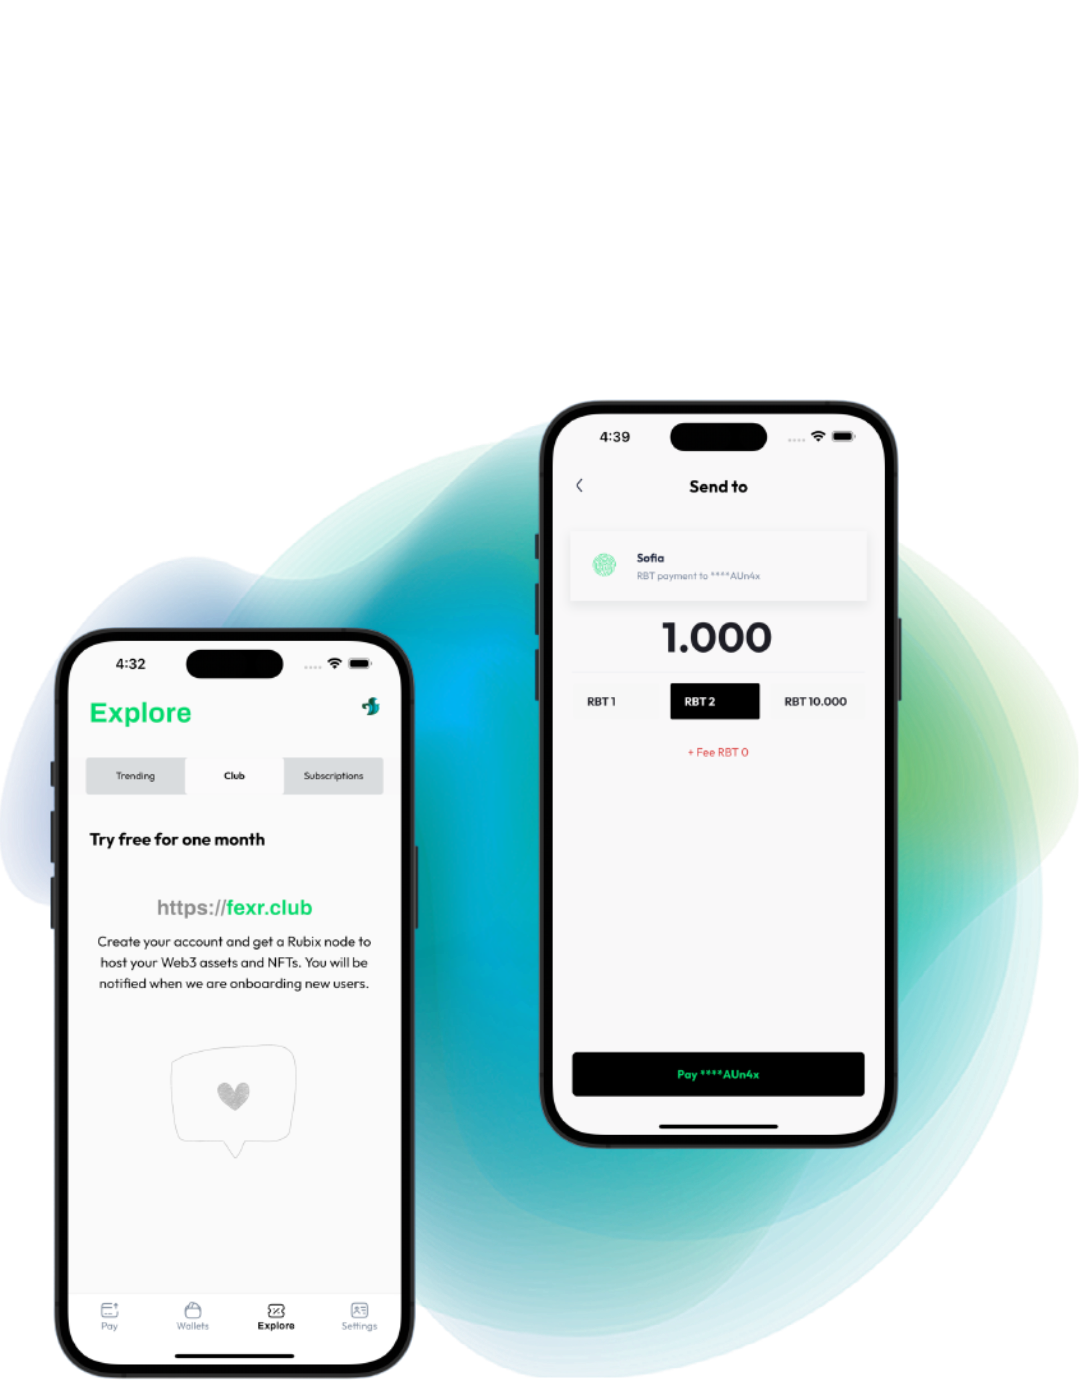 4:39
Send to
Sofia
RBT payment to ****AUn4x
1.000
RBT 1
RBT 2
RBT 10.000
+ Fee RBT 0
Pay ****AUn4x
4:32
Explore
Trending
Club
Subscriptions
Try free for one month
https://fexr.club
Create your account and get a Rubix node to
host your Web3 assets and NFTs. You will be
notified when we are onboarding new users.
Pay
Wallets
Explore
Settings